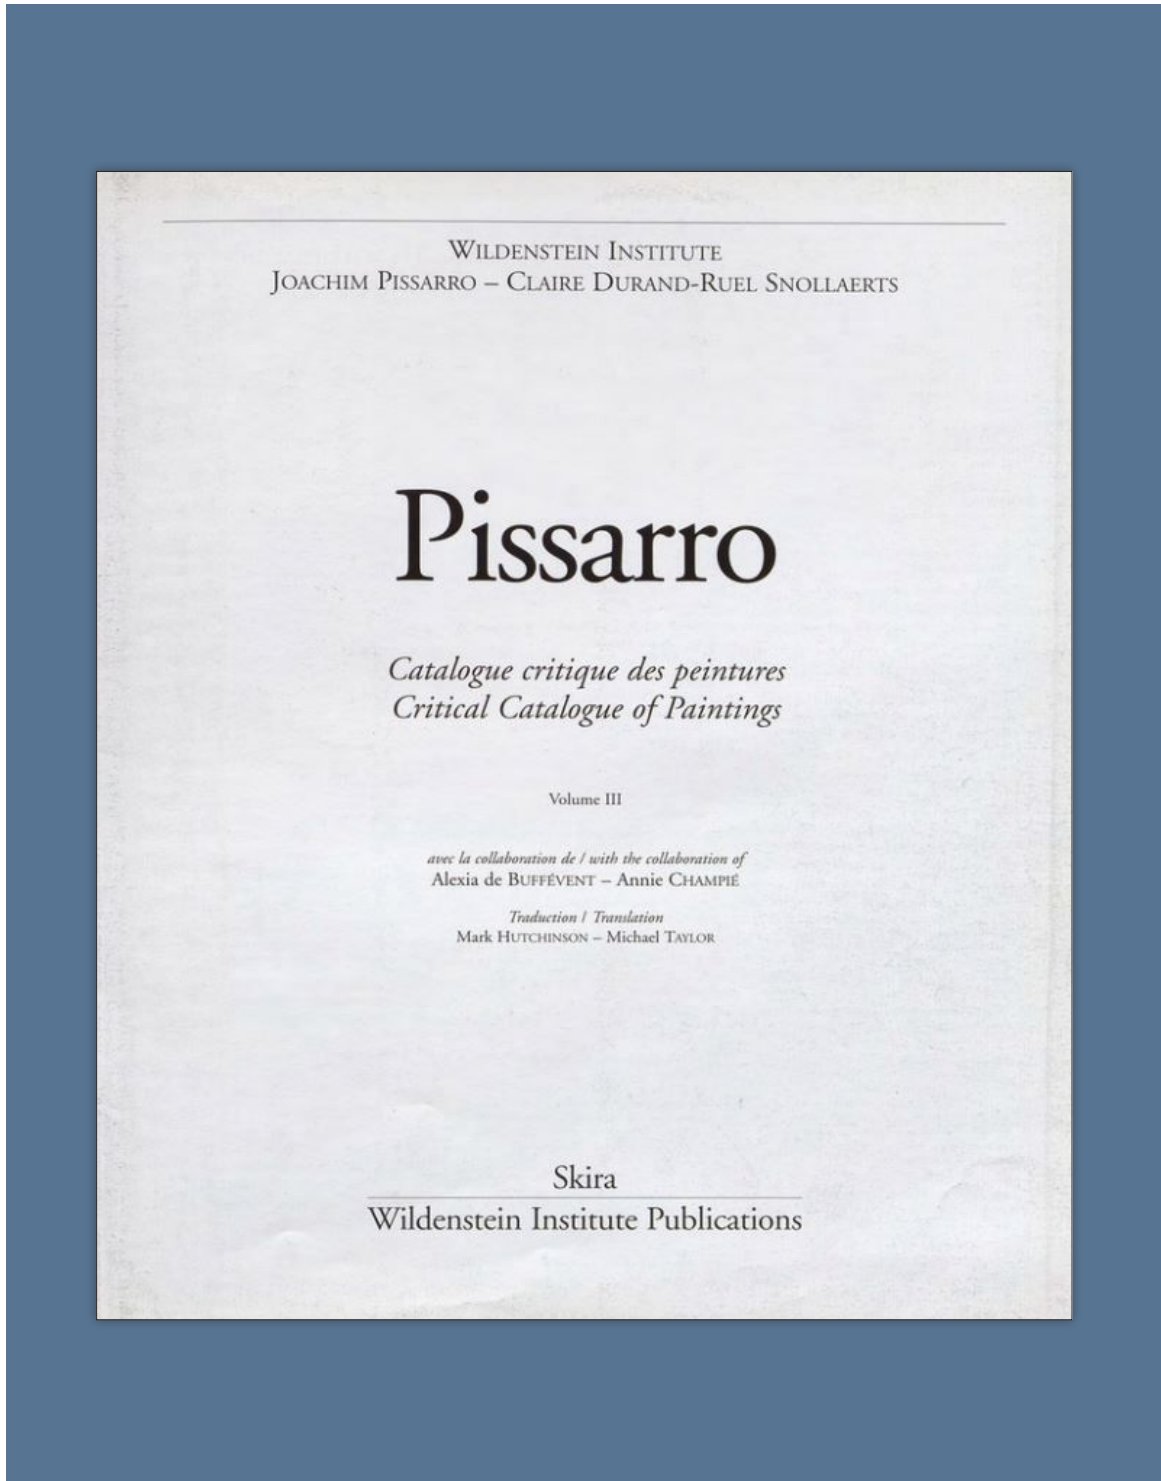 WILDENSTEIN INSTITUTE
JOACHIM PISSARRO – CLAIRE DURAND-RUEL SNOLLAERTS
Pissarro
Catalogue critique des peintures
Critical Catalogue of Paintings
Volume III
avec la collaboration de / with the collaboration of
Alexia de BUFFÉVENT – Annie CHAMPIÉ
Traduction / Translation
Mark HUTCHINSON – Michael TAYLOR
Skira
Wildenstein Institute Publications